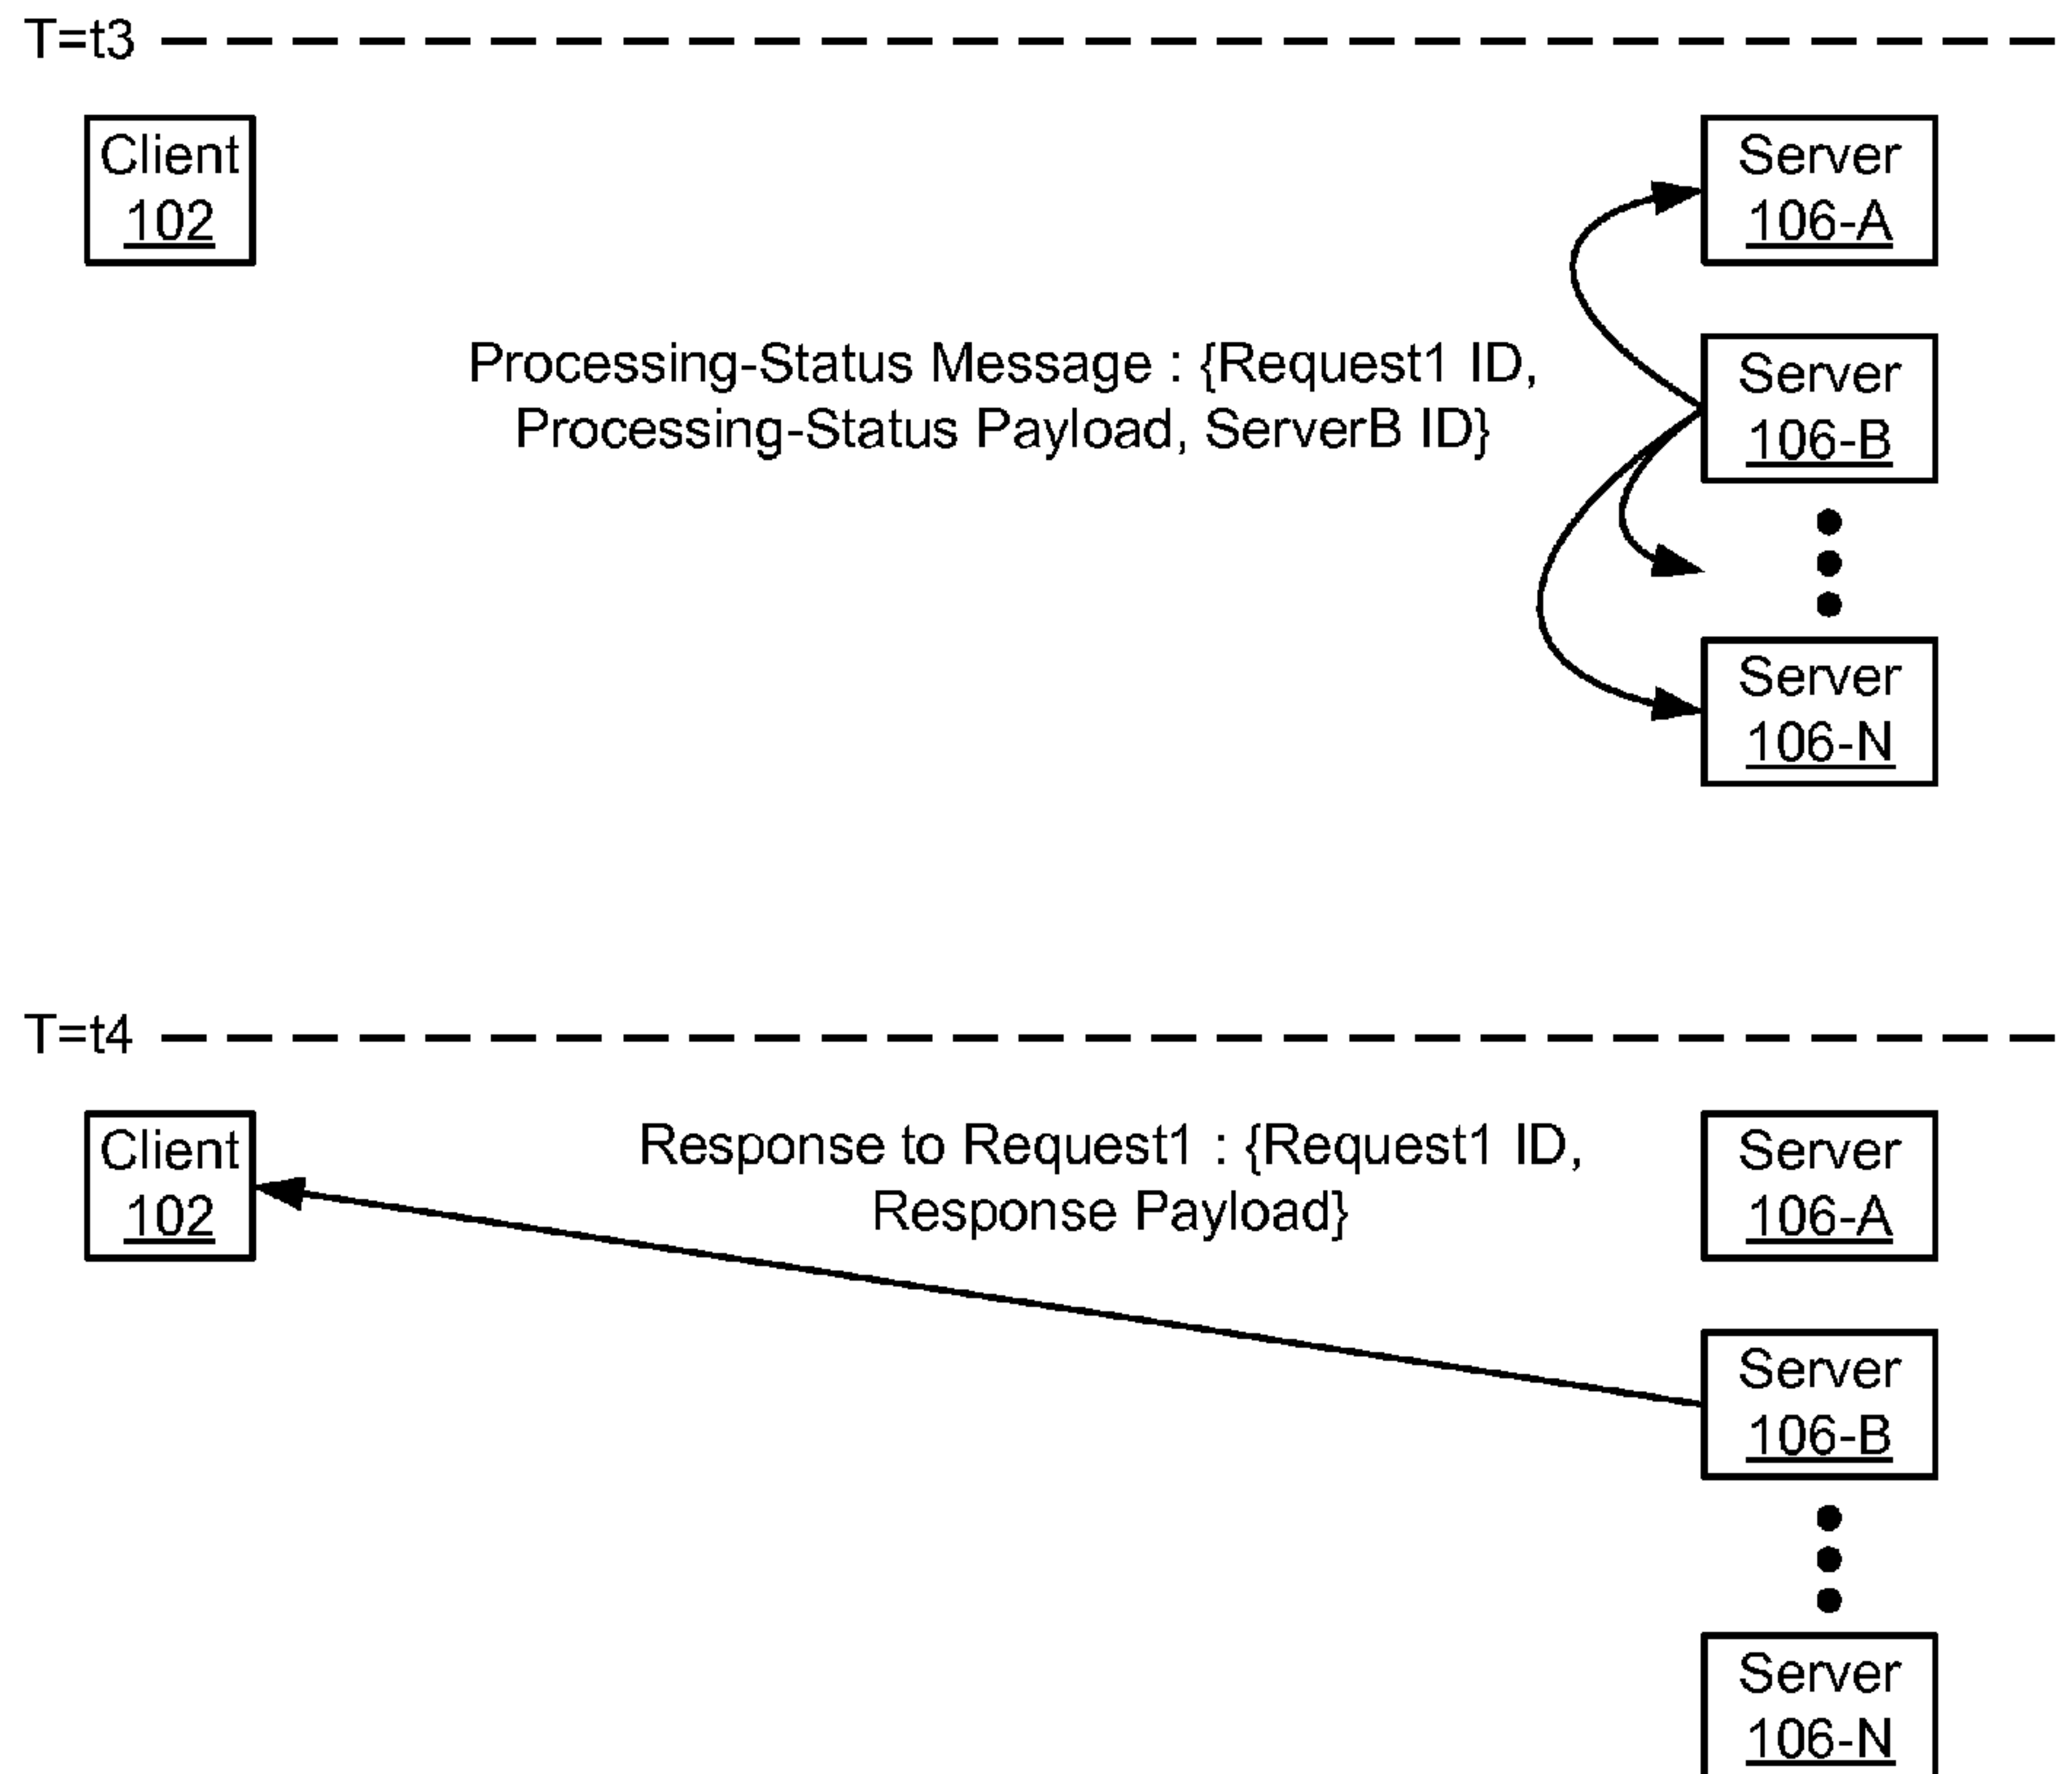 T=t3
Client
102
Server
106-A
Processing-Status Message : {Request1 ID,
Processing-Status Payload, ServerB ID}
Server
106-B
Server
106-N
T=t4
Client
102
Response to Request1 : {Request1 ID,
Response Payload}
Server
106-A
Server
106-B
Server
106-N